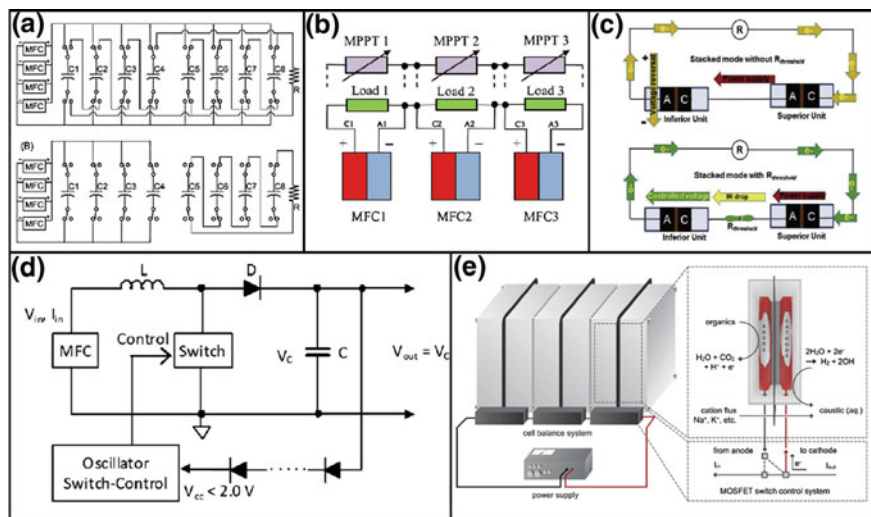 (a)
MFC
MFC
MFC
MFC
C1
C2
C3
C4
C5
C6
C7
C8
R
(B)
MFC
MFC
MFC
MFC
C1
C2
C3
C4
C5
C6
C7
C8
R
(b)
MPPT 1
MPPT 2
MPPT 3
Load 1
Load 2
Load 3
C1
A1
C2
A2
C3
A3
+
−
+
−
+
−
MFC1
MFC2
MFC3
(c)
R
Stacked mode without Rthreshold
Power supply
+
Voltage reversal
-
A C
A C
Inferior Unit
Superior Unit
R
Stacked mode with Rthreshold
Controlled voltage
IR drop
Power supply
A C
A C
Inferior Unit
Rthreshold
Superior Unit
(d)
L
D
Vin, Iin
MFC
Control
Switch
VC
C
Vout = VC
Oscillator
Switch-Control
Vcc < 2.0 V
(e)
cell balance system
power supply
organics
ANODE
CATHODE
H2O + CO2
+ H+ + e-
2H2O + 2e-
→ H2 + 2OH
cation flux
Na+, K+, etc.
caustic (aq.)
from anode
to cathode
Iin
e-
Iout
MOSFET switch control system